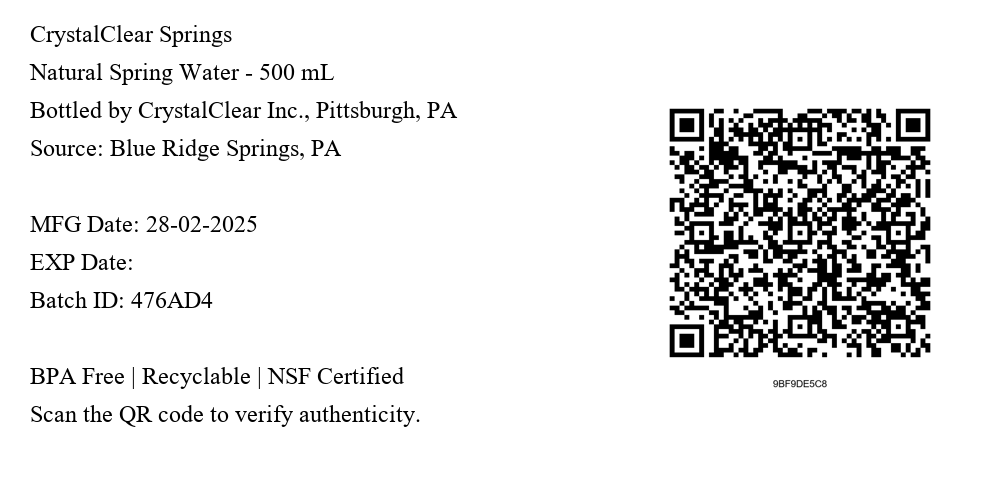 CrystalClear Springs
Natural Spring Water - 500 mL
Bottled by CrystalClear Inc., Pittsburgh, PA
Source: Blue Ridge Springs, PA
MFG Date: 28-02-2025
EXP Date:
Batch ID: 476AD4
BPA Free | Recyclable | NSF Certified
Scan the QR code to verify authenticity.
9BF9DE5C8